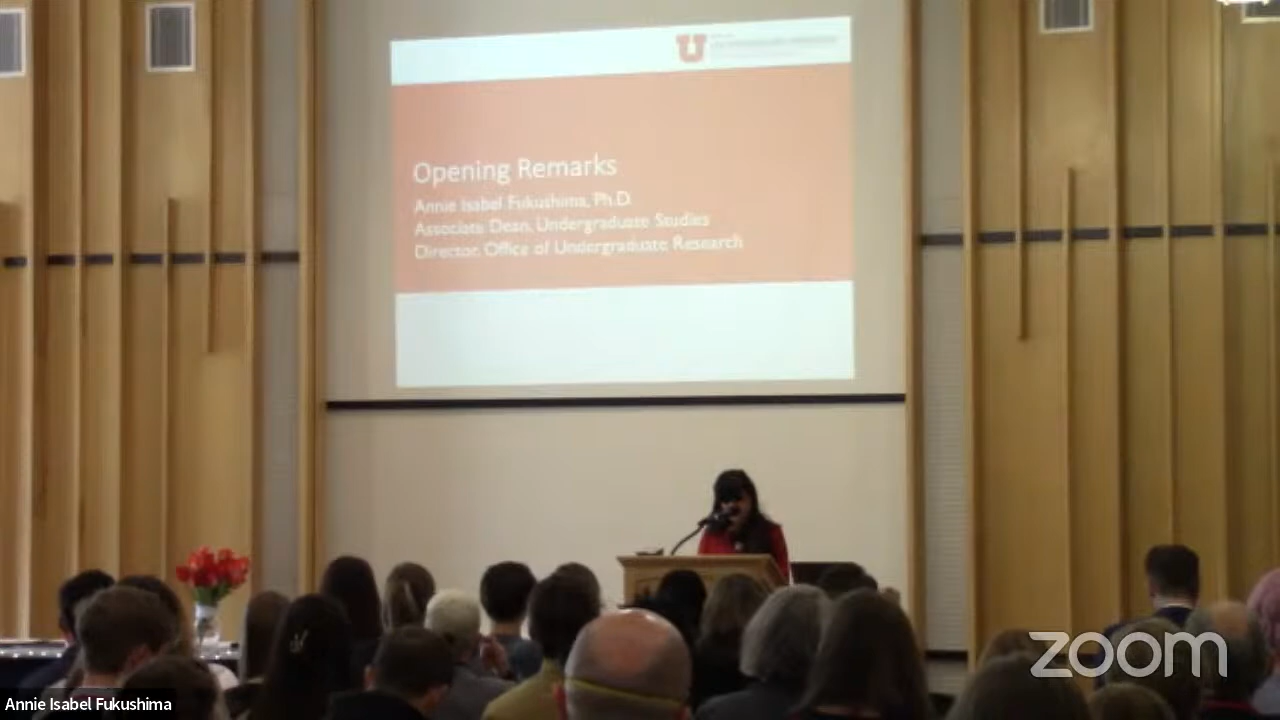 U
Opening Remarks
Annie Isabel Fukushima, Ph.D.
Associate Dean, Undergraduate Studies
Director, Office of Undergraduate Research
zoom
Annie Isabel Fukushima